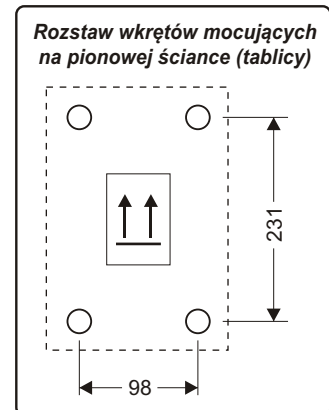 Rozstaw wkrętów mocujących
na pionowej ściance (tablicy)
231
98